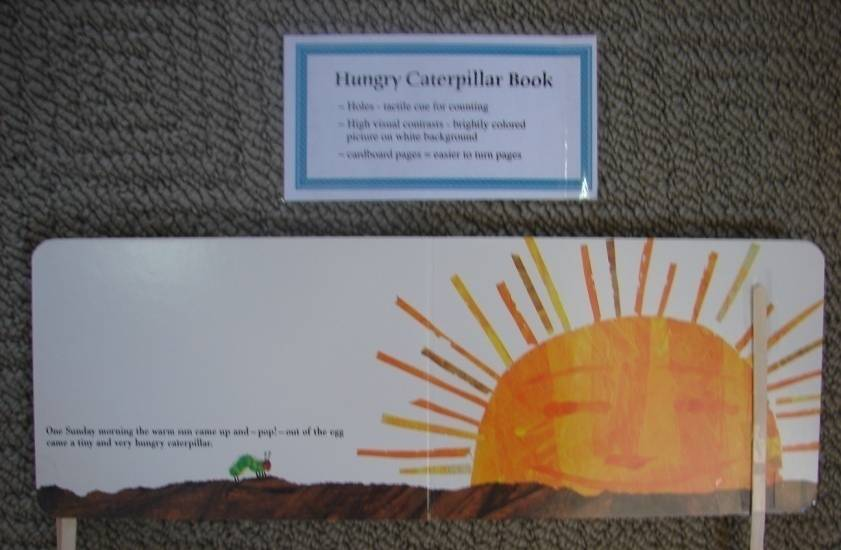 Hungry Caterpillar Book
- Holes - tactile cue for counting
- High visual contrasts - brightly colored
picture on white background
- cardboard pages = easier to turn pages
One Sunday morning the warm sun came up and - pop! - out of the egg
came a tiny and very hungry caterpillar.